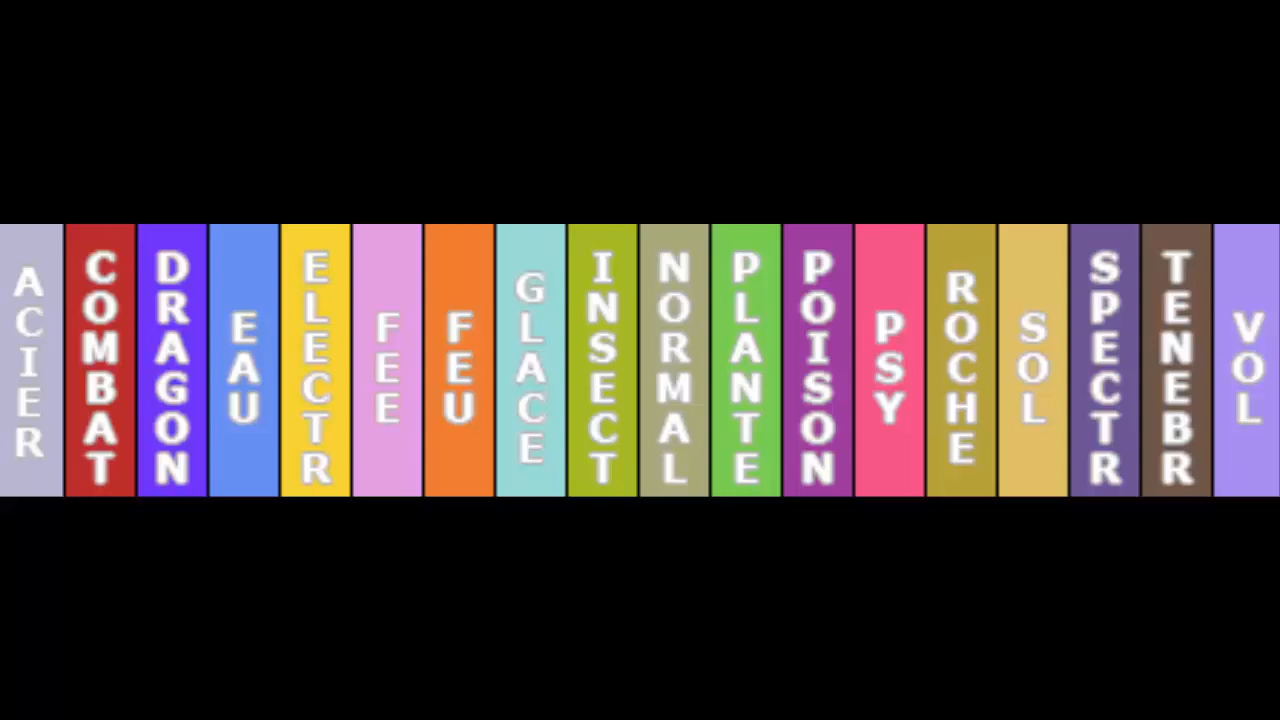 ACIER
COMBAT
DRAGON
EAU
ELECTR
FEE
FEU
GLACE
INSECT
NORMAL
PLANTE
POISON
PSY
ROCHE
SOL
SPECTR
TENEBR
VOL